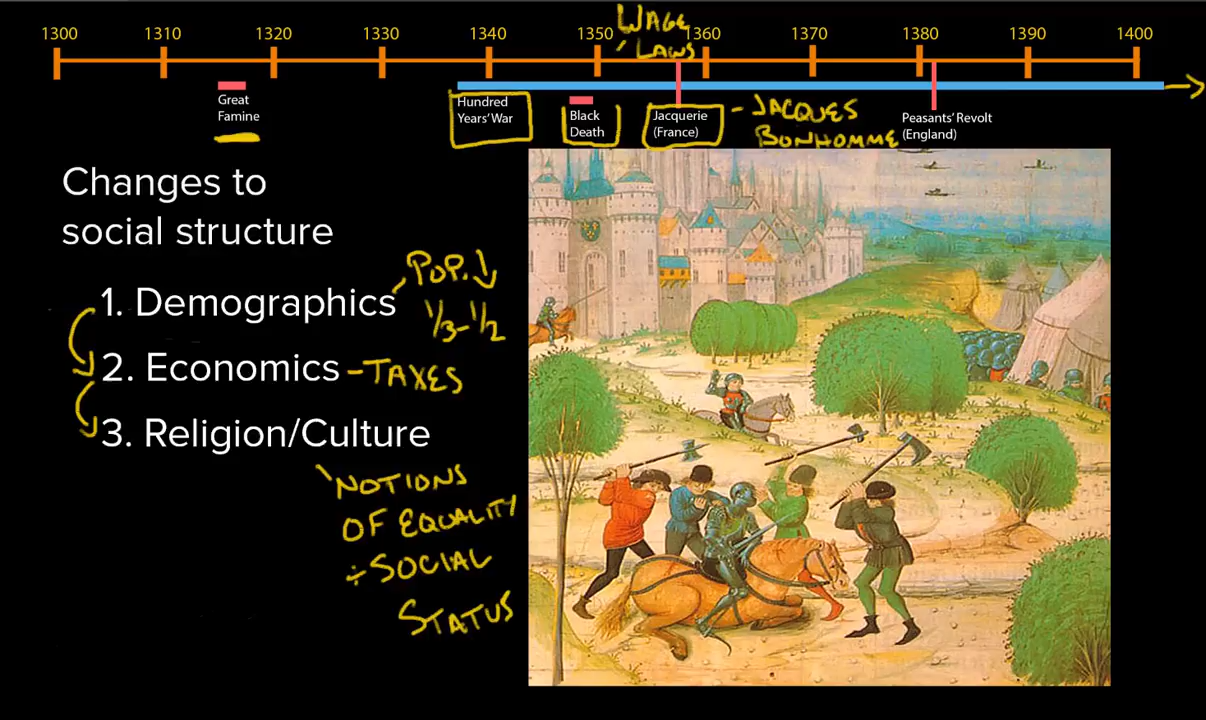 1300 1310 1320 1330 1340 1350 1360 1370 1380 1390 1400
WAGE
LAWS
Great
Famine
Hundred
Years' War
Black
Death
Jacquerie
(France)
- JACQUES
BONHOMME
Peasants' Revolt
(England)
Changes to
social structure
1. Demographics
POP. ↓
1/3-1/2
2. Economics - TAXES
3. Religion/Culture
NOTIONS
OF EQUALITY
÷ SOCIAL
STATUS